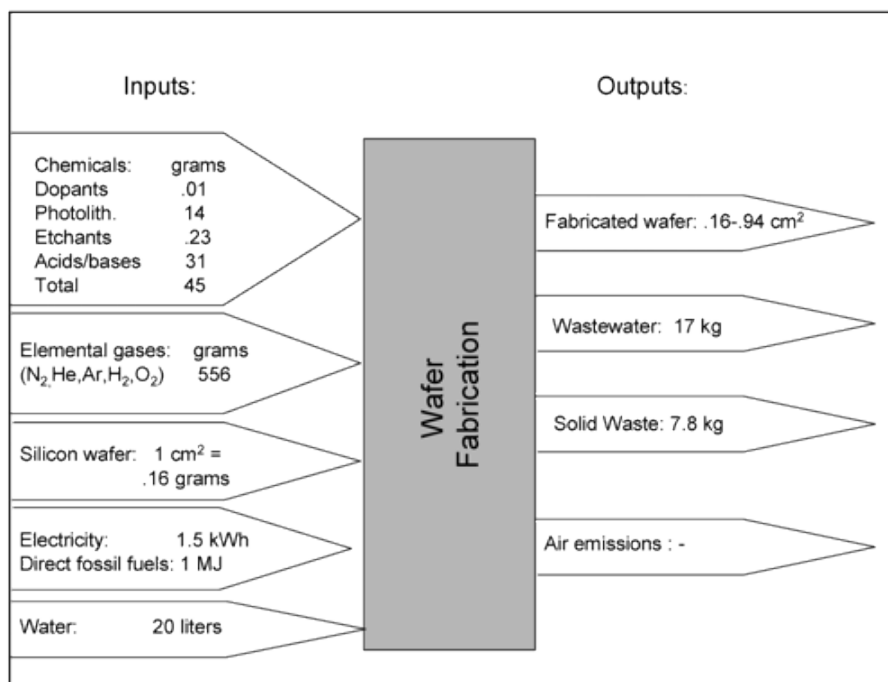 Inputs:
Outputs:
Chemicals: grams
Dopants .01
Photolith. 14
Etchants .23
Acids/bases 31
Total 45
Elemental gases: grams
(N2,He,Ar,H2,O2) 556
Silicon wafer: 1 cm² =
.16 grams
Electricity: 1.5 kWh
Direct fossil fuels: 1 MJ
Water: 20 liters
Wafer
Fabrication
Fabricated wafer: .16-.94 cm²
Wastewater: 17 kg
Solid Waste: 7.8 kg
Air emissions : -